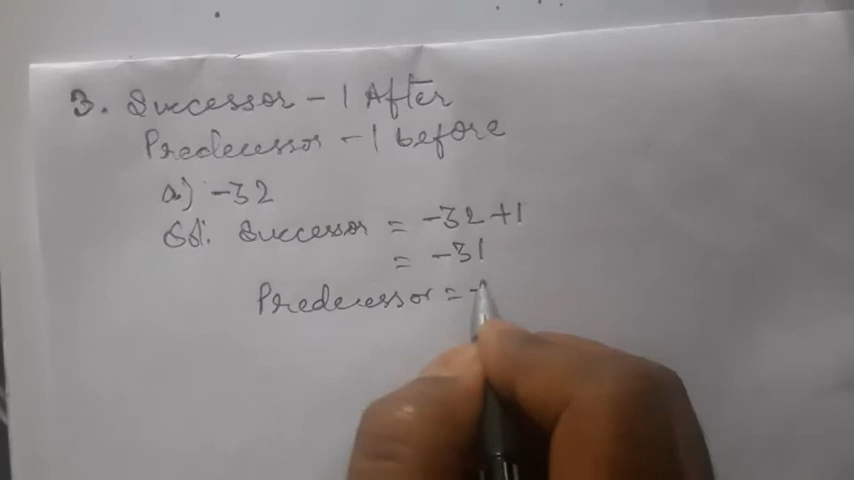 3. Successor - 1 After
Predecessor - 1 before
a) -32
Sol. Successor = -32+1
= -31
Predecessor = -